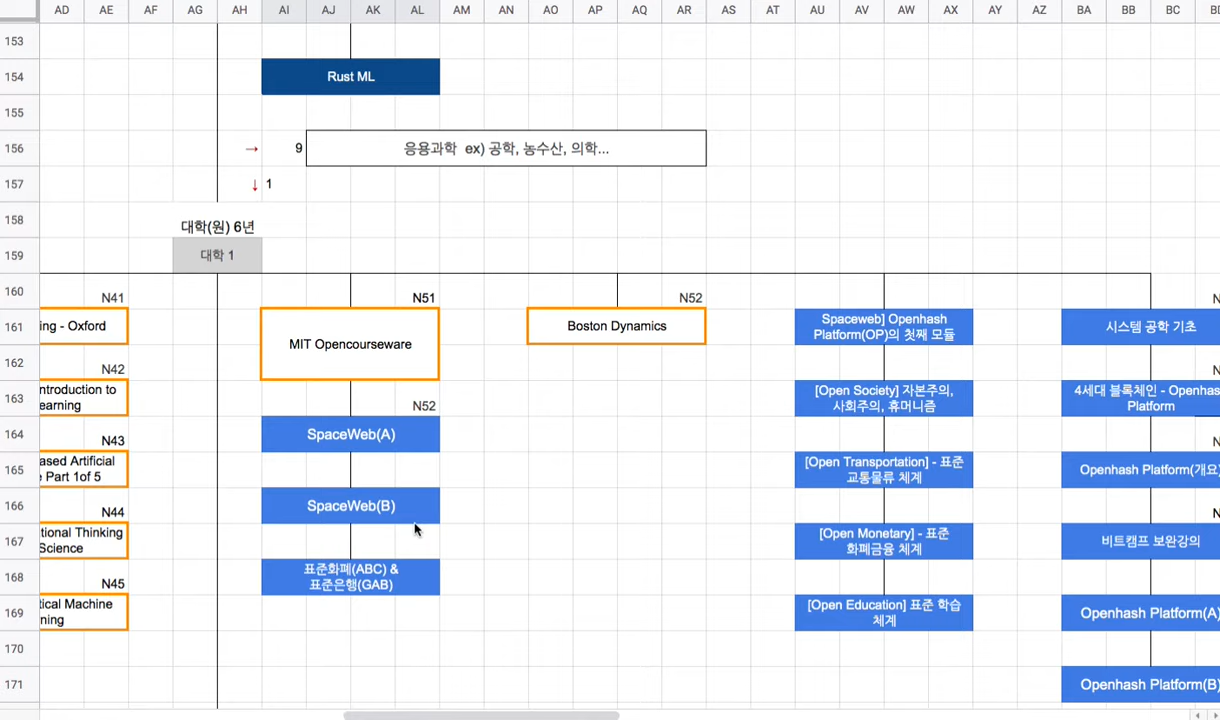 AD AE AF AG AH AI AJ AK AL AM AN AO AP AQ AR AS AT AU AV AW AX AY AZ BA BB BC
153
154
Rust ML
155
156
→ 9 응용과학 ex) 공학, 농수산, 의학...
157
↓ 1
158
대학(원) 6년
159
대학 1
160
N41 N51 N52
161
ing - Oxford
MIT Opencourseware
Boston Dynamics
Spaceweb] Openhash
Platform(OP)의 첫째 모듈
시스템 공학 기초
162
N42
163
ntroduction to
earning
N52
[Open Society] 자본주의,
사회주의, 휴머니즘
4세대 블록체인 - Openhas
Platform
164
N43
SpaceWeb(A)
165
ased Artificial
e Part 1of 5
[Open Transportation] - 표준
교통물류 체계
Openhash Platform(개요
166
N44
SpaceWeb(B)
167
tional Thinking
Science
[Open Monetary] - 표준
화폐금융 체계
비트캠프 보완강의
168
N45
표준화폐(ABC) &
표준은행(GAB)
169
tical Machine
ning
[Open Education] 표준 학습
체계
Openhash Platform(A)
170
171
Openhash Platform(B)